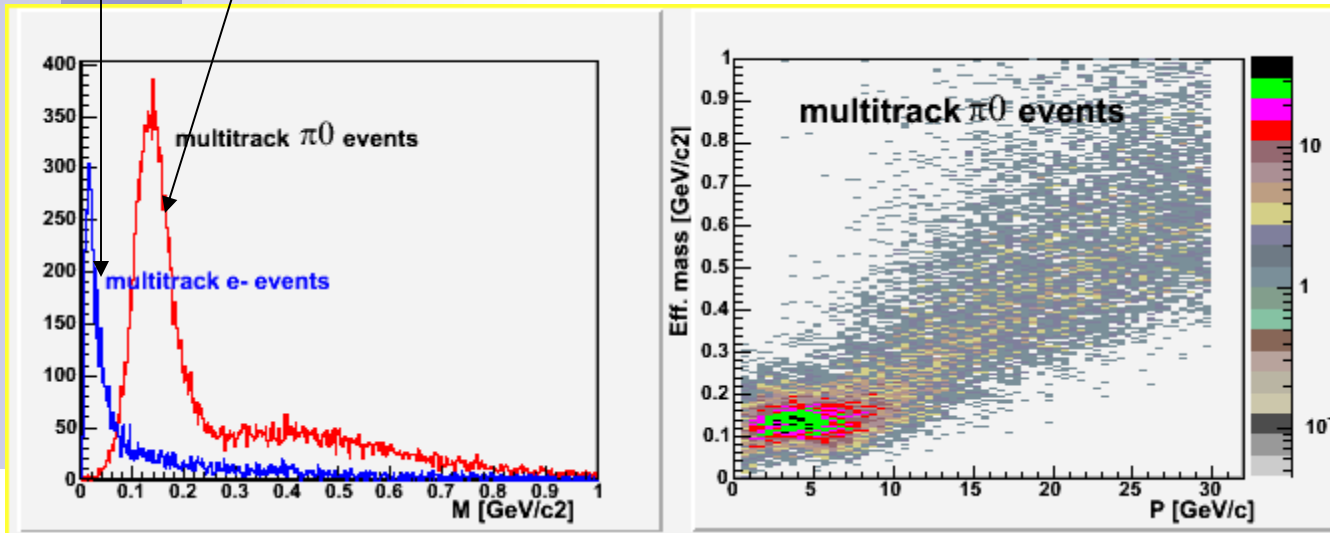 400
350
300
250
200
150
100
50
0
multitrack π0 events
multitrack e- events
0 0.1 0.2 0.3 0.4 0.5 0.6 0.7 0.8 0.9 1
M [GeV/c2]
Eff. mass [GeV/c2]
1
0.9
0.8
0.7
0.6
0.5
0.4
0.3
0.2
0.1
0
multitrack π0 events
0 5 10 15 20 25 30
P [GeV/c]
10
1